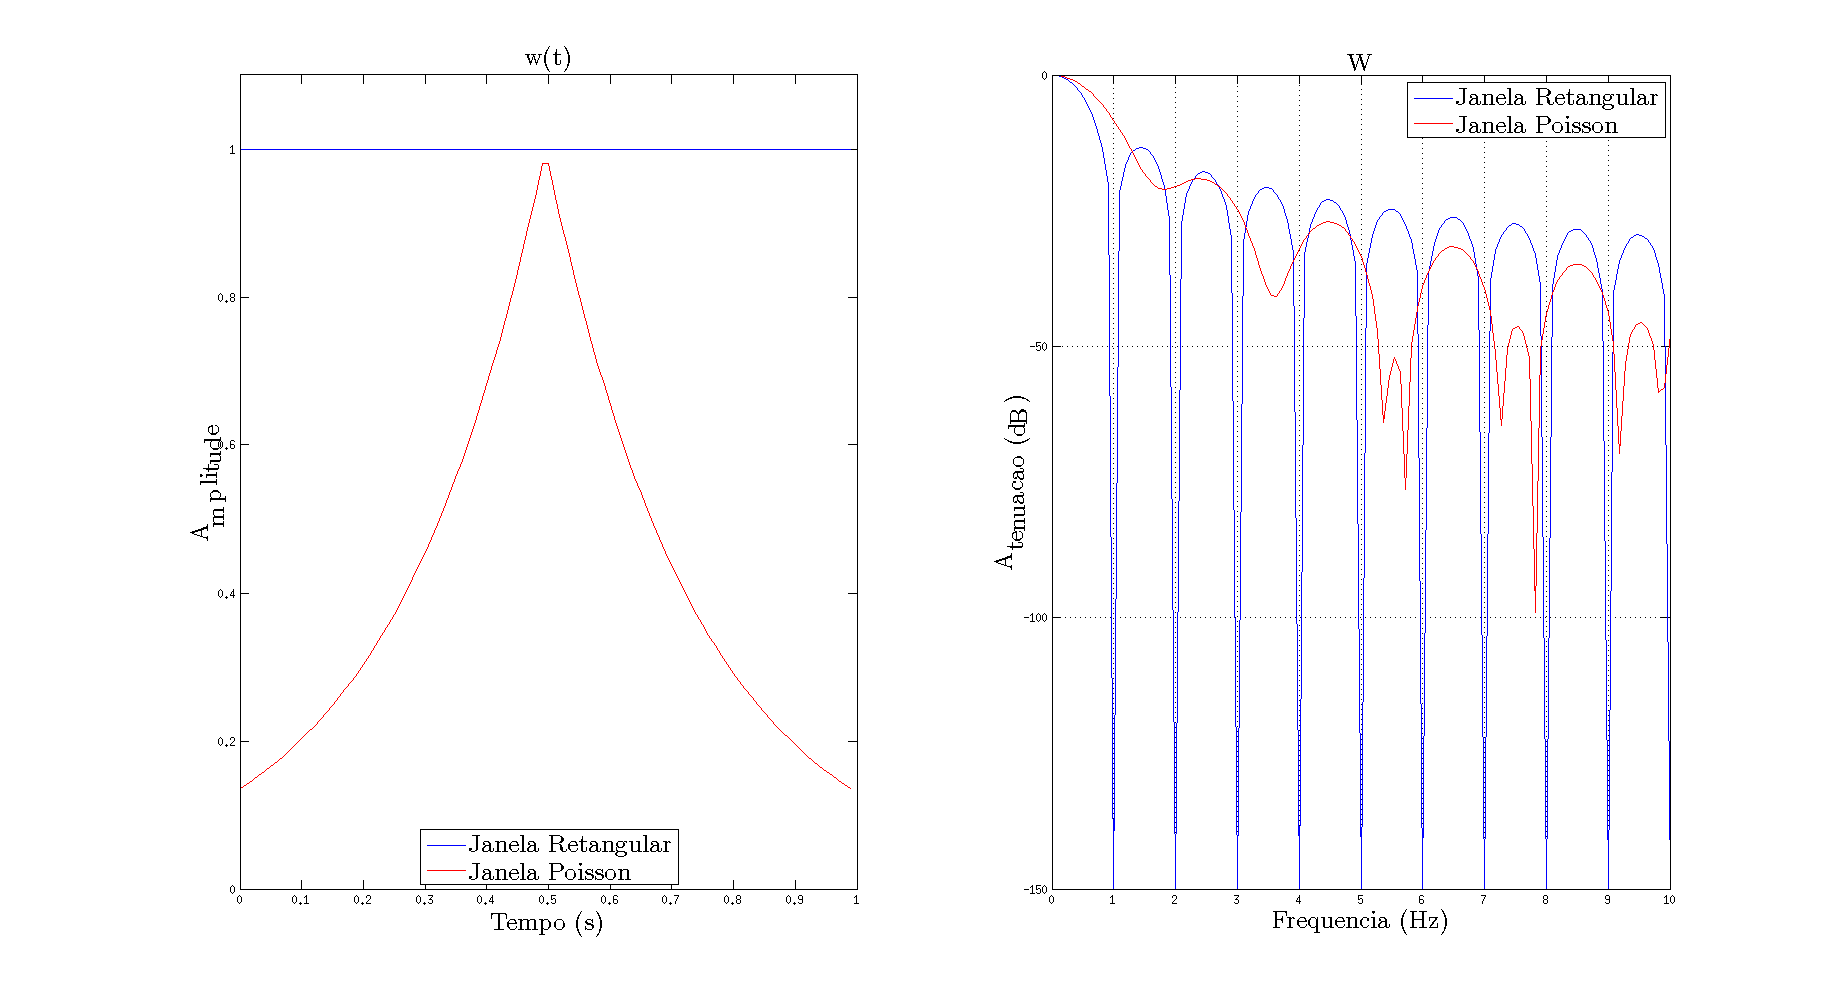 w(t)
1
0.8
0.6
0.4
0.2
0
Amplitude
Janela Retangular
Janela Poisson
0 0.1 0.2 0.3 0.4 0.5 0.6 0.7 0.8 0.9 1
Tempo (s)
W
0
-50
-100
-150
Atenuacao (dB)
Janela Retangular
Janela Poisson
0 1 2 3 4 5 6 7 8 9 10
Frequencia (Hz)